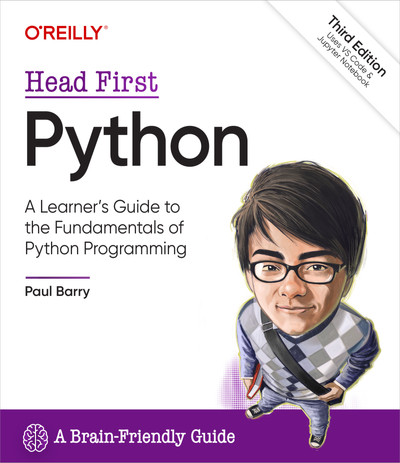 O'REILLY®
Third Edition
Uses VS Code &
Jupyter Notebook
Head First
Python
A Learner's Guide to
the Fundamentals of
Python Programming
Paul Barry
A Brain-Friendly Guide